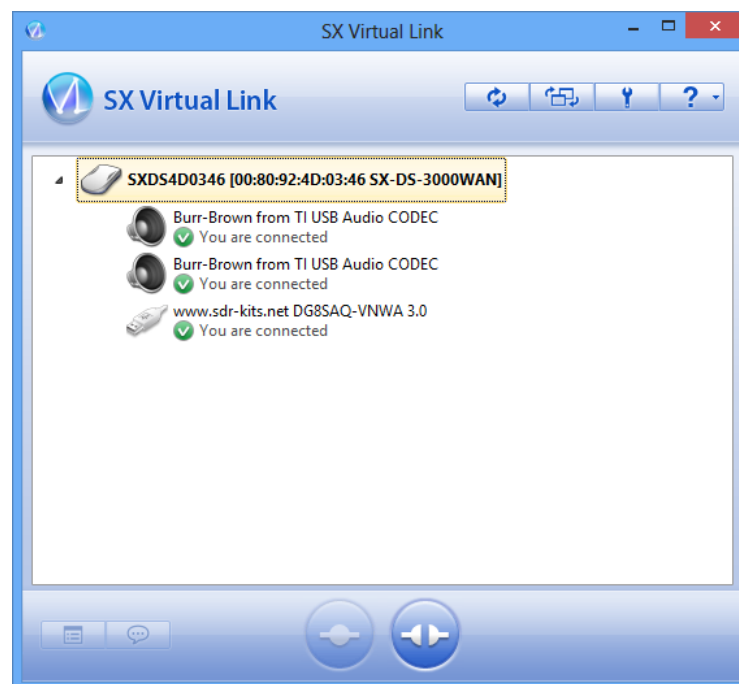 SX Virtual Link
SX Virtual Link
?
SXDS4D0346 [00:80:92:4D:03:46 SX-DS-3000WAN]
Burr-Brown from TI USB Audio CODEC
You are connected
Burr-Brown from TI USB Audio CODEC
You are connected
www.sdr-kits.net DG8SAQ-VNWA 3.0
You are connected